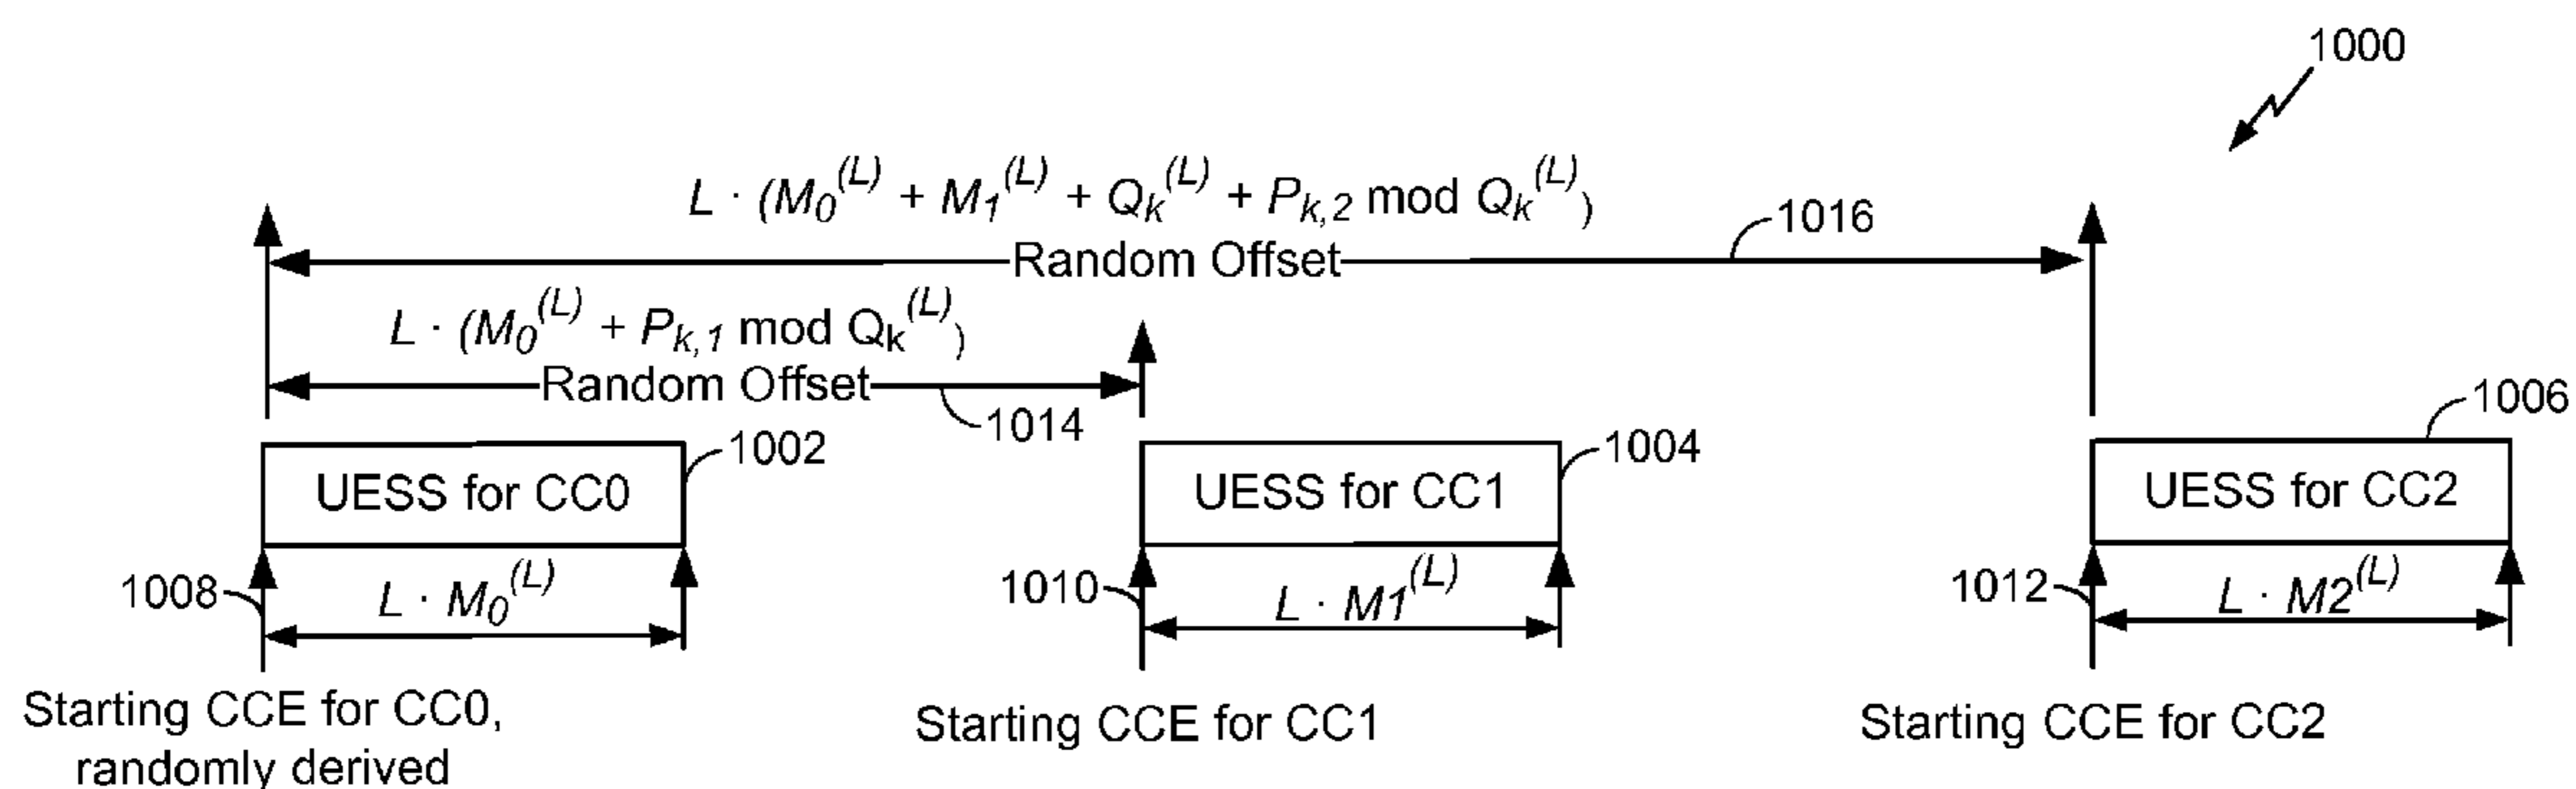 1000
L · (M₀⁽ᴸ⁾ + M₁⁽ᴸ⁾ + Qₖ⁽ᴸ⁾ + Pₖ,₂ mod Qₖ⁽ᴸ⁾)
1016
Random Offset
L · (M₀⁽ᴸ⁾ + Pₖ,₁ mod Qₖ⁽ᴸ⁾)
Random Offset
1014
1002
1004
1006
UESS for CC0
UESS for CC1
UESS for CC2
1008
L · M₀⁽ᴸ⁾
1010
L · M1⁽ᴸ⁾
1012
L · M2⁽ᴸ⁾
Starting CCE for CC0,
randomly derived
Starting CCE for CC1
Starting CCE for CC2